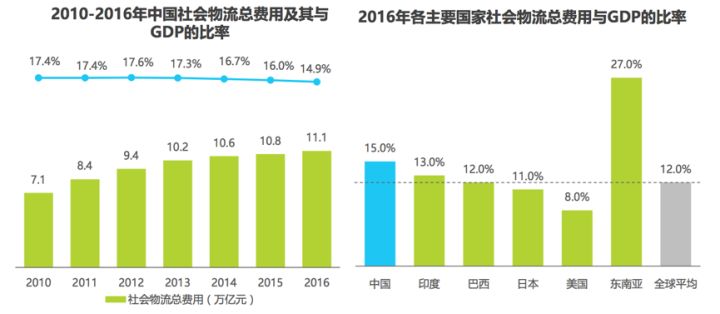 2010-2016年中国社会物流总费用及其与
GDP的比率
17.4% 17.4% 17.6% 17.3% 16.7% 16.0% 14.9%
7.1 8.4 9.4 10.2 10.6 10.8 11.1
2010 2011 2012 2013 2014 2015 2016
社会物流总费用（万亿元）
2016年各主要国家社会物流总费用与GDP的比率
15.0% 13.0% 12.0% 11.0% 8.0% 27.0% 12.0%
中国 印度 巴西 日本 美国 东南亚 全球平均